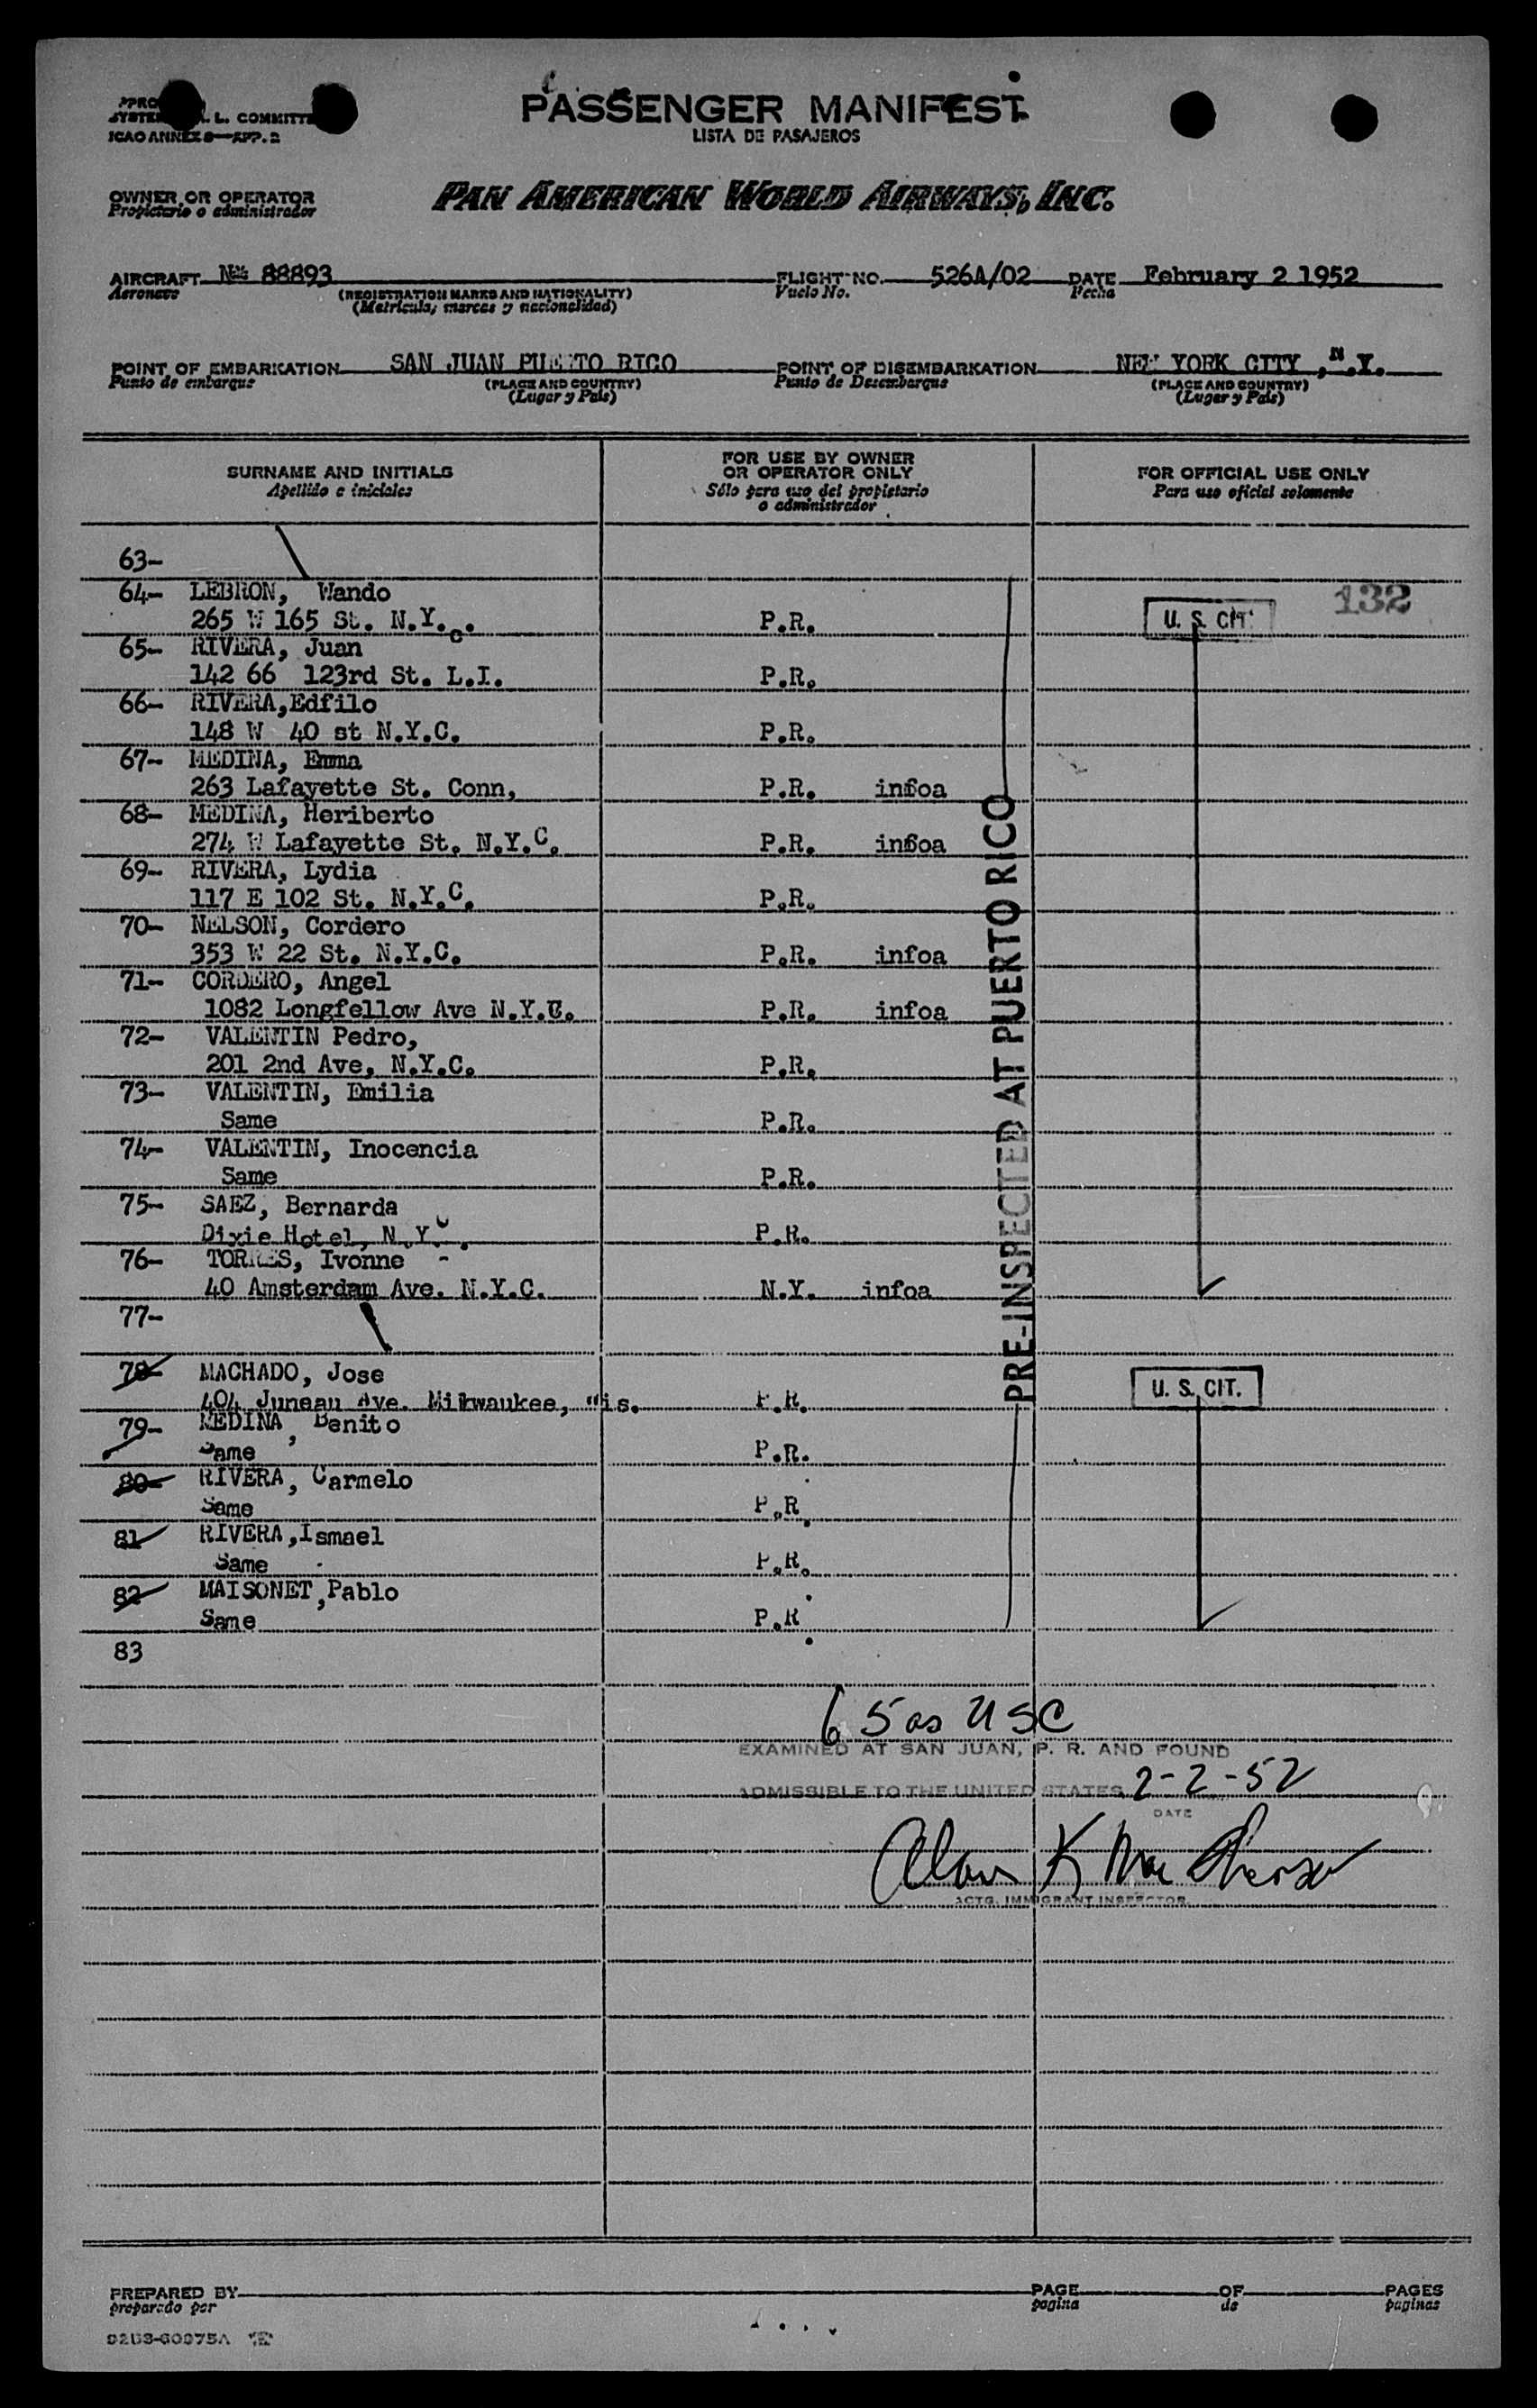 PASSENGER MANIFEST
LISTA DE PASAJEROS
L. COMMITTE
ICAO ANNEX 9—APP. 2
OWNER OR OPERATOR
Propietario o administrador
PAN AMERICAN WORLD AIRWAYS, INC.
AIRCRAFT 88893 FLIGHT NO. 526A/02 DATE February 2 1952
Aeronave (REGISTRATION MARKS AND NATIONALITY) Vuelo No. Fecha
(Matricula, marcas y nacionalidad)
POINT OF EMBARKATION SAN JUAN PUERTO RICO POINT OF DISEMBARKATION NEW YORK CITY , N.Y.
Punto de embarque (PLACE AND COUNTRY) Punto de Desembarque (PLACE AND COUNTRY)
(Lugar y País) (Lugar y País)
SURNAME AND INITIALS FOR USE BY OWNER OR OPERATOR ONLY FOR OFFICIAL USE ONLY
Apellido e iniciales Sólo para uso del propietario o administrador Para uso oficial solamente
63-
64- LEBRON, Wando 132
265 W 165 St. N.Y.C. P.R. U. S. CIT.
65- RIVERA, Juan
142 66 123rd St. L.I. P.R.
66- RIVERA,Edfilo
148 W 40 st N.Y.C. P.R.
67- MEDINA, Emma
263 Lafayette St. Conn, P.R. infoa
68- MEDINA, Heriberto
274 W Lafayette St. N.Y.C. P.R. infoa
69- RIVERA, Lydia
117 E 102 St. N.Y.C. P.R.
70- NELSON, Cordero
353 W 22 St. N.Y.C. P.R. infoa
71- CORDERO, Angel
1082 Longfellow Ave N.Y.C. P.R. infoa
72- VALENTIN Pedro,
201 2nd Ave, N.Y.C. P.R.
73- VALENTIN, Emilia
Same P.R.
74- VALENTIN, Inocencia
Same P.R.
75- SAEZ, Bernarda
Dixie Hotel, N.Y.C. P.R.
76- TORRES, Ivonne -
40 Amsterdam Ave. N.Y.C. N.Y. infoa
77-
PRE-INSPECTED AT PUERTO RICO
78- MACHADO, Jose
404 Juneau Ave. Milwaukee, Wis. P.R. U. S. CIT.
79- MEDINA, Benito
Same P.R.
80- RIVERA, Carmelo
Same P.R.
81- RIVERA,Ismael
Same P.R.
82- MAISONET,Pablo
Same P.R.
83
65 as USC
EXAMINED AT SAN JUAN, P. R. AND FOUND
ADMISSIBLE TO THE UNITED STATES 2-2-52
DATE
Alan K
ACTG. IMMIGRANT INSPECTOR
PREPARED BY PAGE OF PAGES
preparado por pagina de paginas